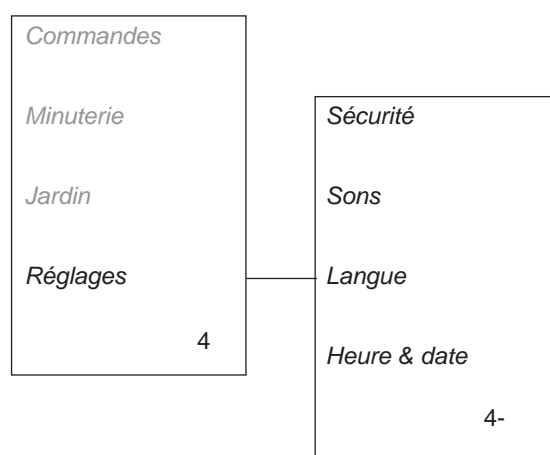 Commandes
Minuterie
Jardin
Réglages
4
Sécurité
Sons
Langue
Heure & date
4-